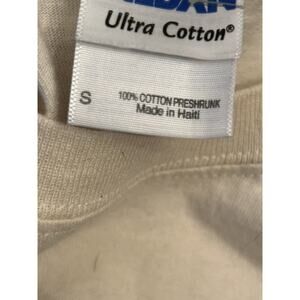 Ultra Cotton®
S
100% COTTON PRESHRUNK
Made in Haiti